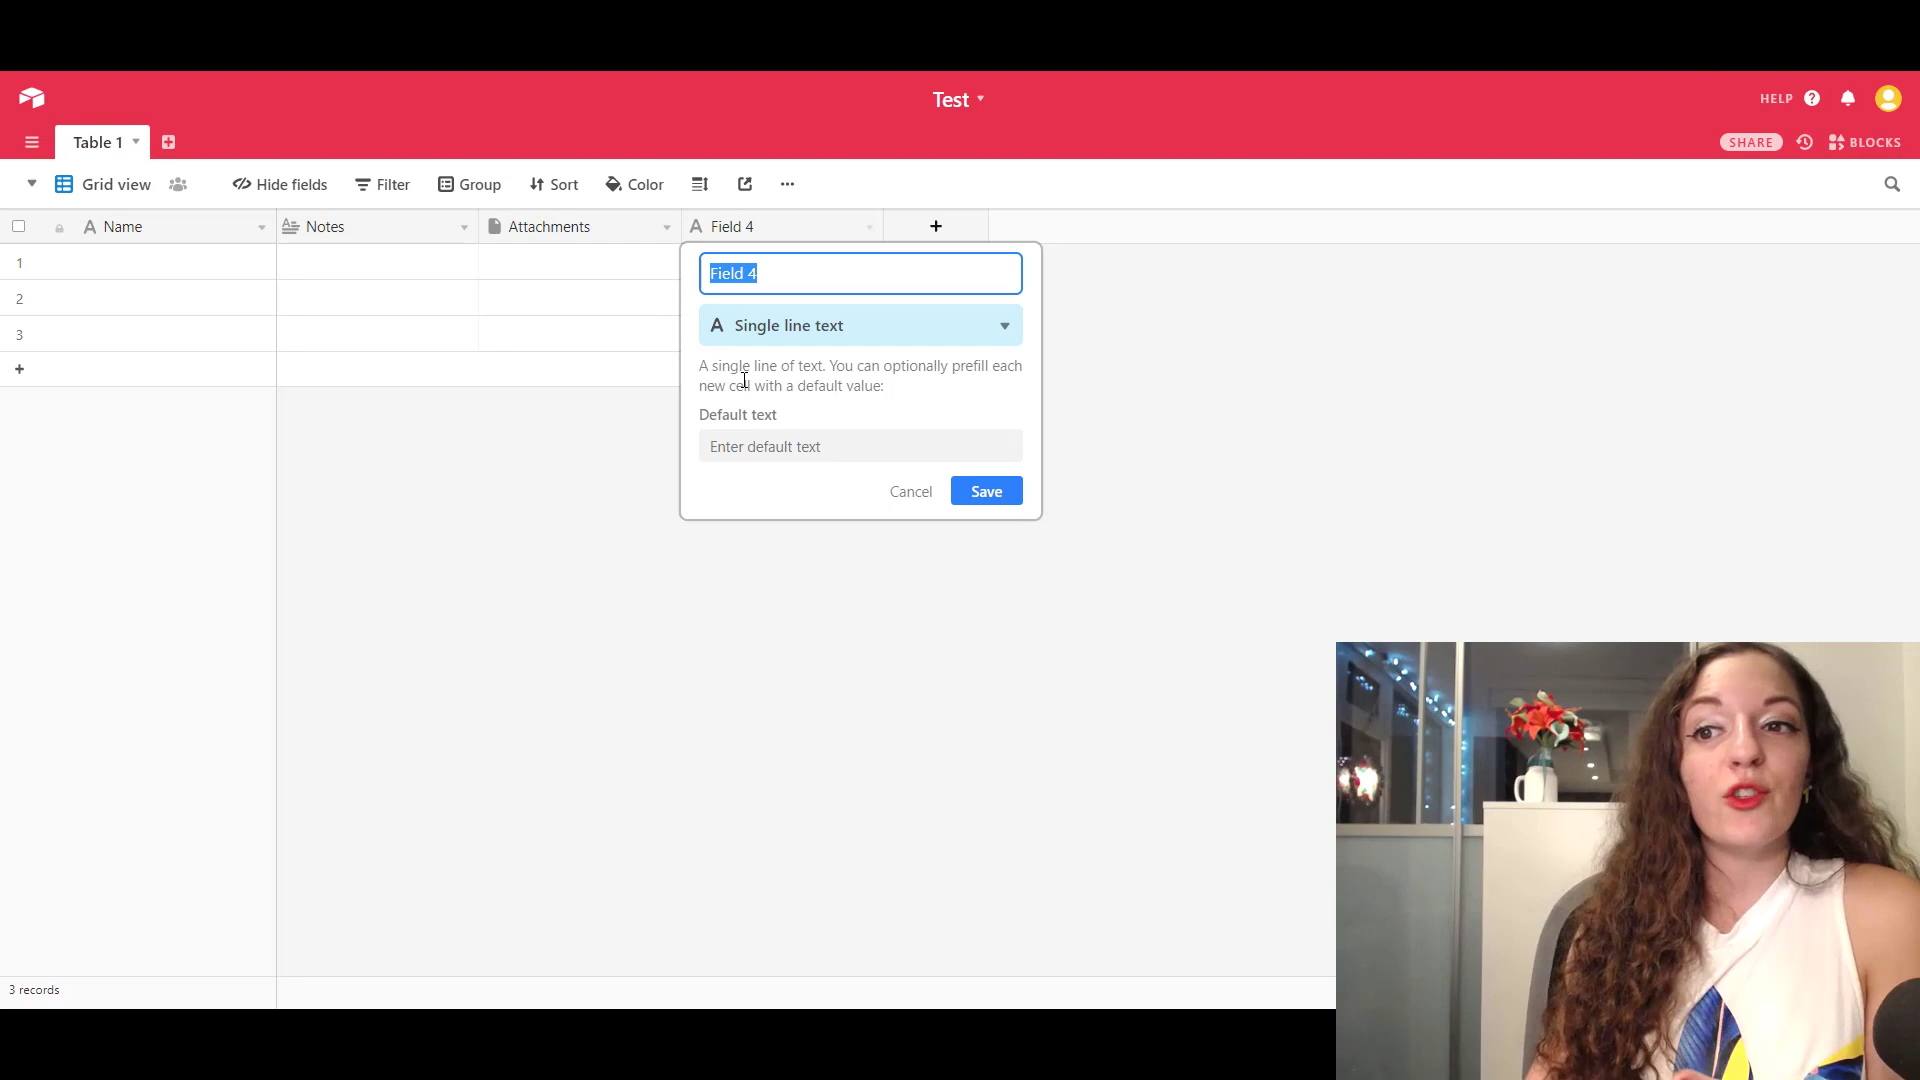 Test
HELP
Table 1
SHARE
BLOCKS
Grid view
Hide fields
Filter
Group
Sort
Color
Name
Notes
Attachments
Field 4
1
2
3
Field 4
Single line text
A single line of text. You can optionally prefill each
new cell with a default value:
Default text
Enter default text
Cancel
Save
3 records